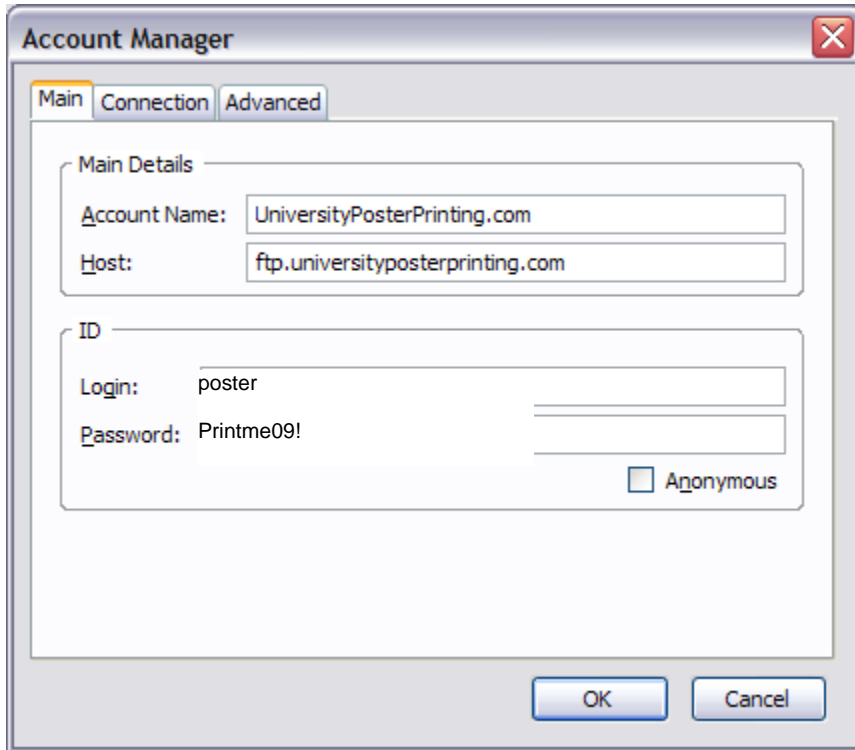 Account Manager
Main Connection Advanced
Main Details
Account Name: UniversityPosterPrinting.com
Host: ftp.universityposterprinting.com
ID
Login: poster
Password: Printme09!
Anonymous
OK Cancel